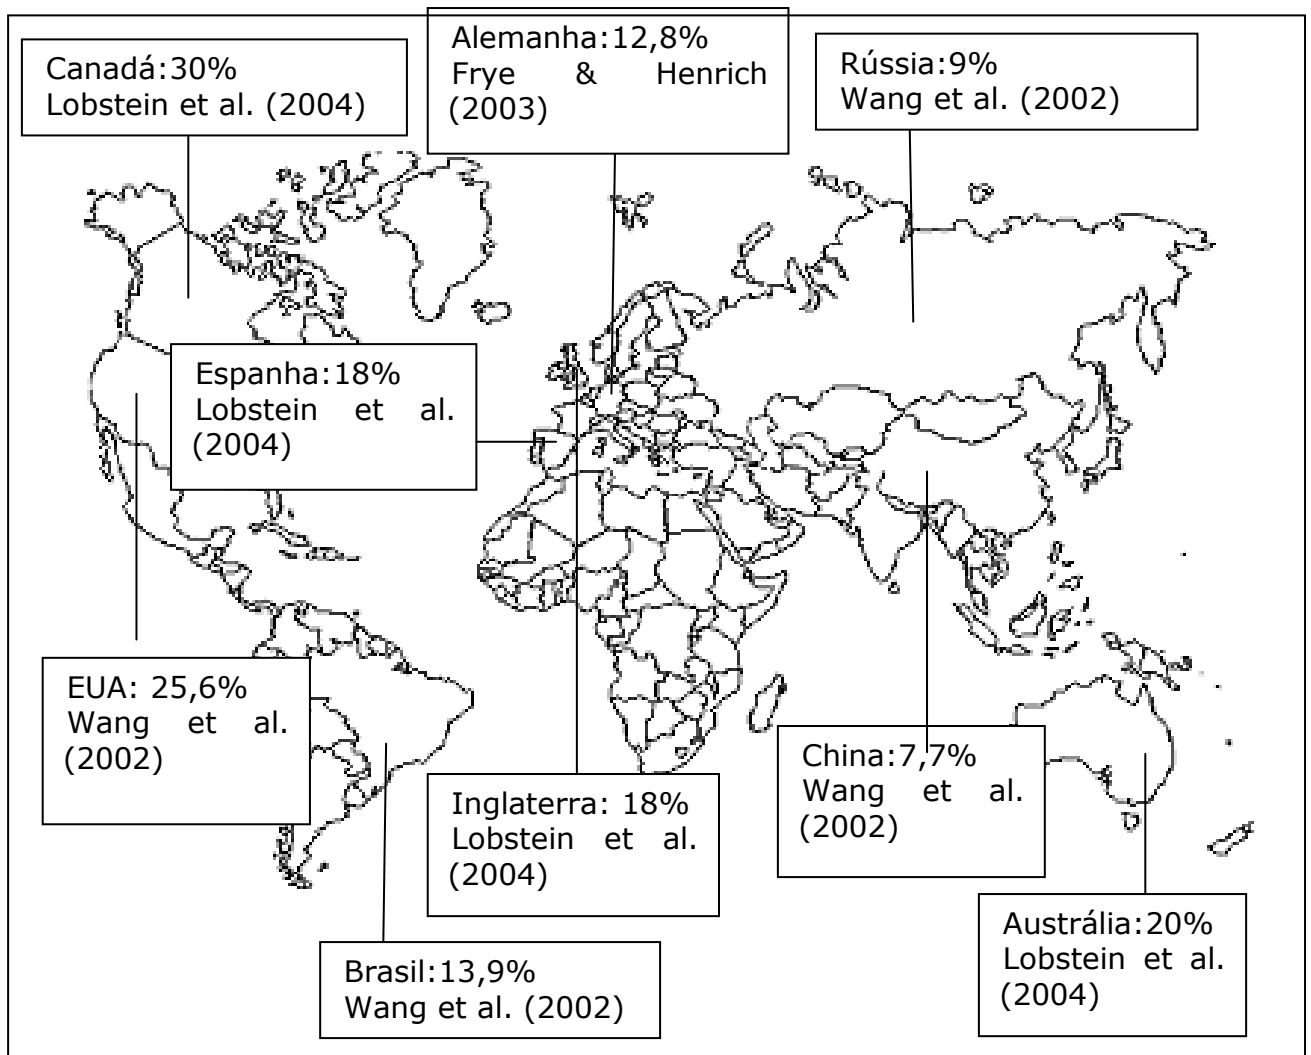 Canadá:30%
Lobstein et al. (2004)
Alemanha:12,8%
Frye & Henrich
(2003)
Rússia:9%
Wang et al. (2002)
Espanha:18%
Lobstein et al.
(2004)
EUA: 25,6%
Wang et al.
(2002)
Inglaterra: 18%
Lobstein et al.
(2004)
China:7,7%
Wang et al.
(2002)
Austrália:20%
Lobstein et al.
(2004)
Brasil:13,9%
Wang et al. (2002)